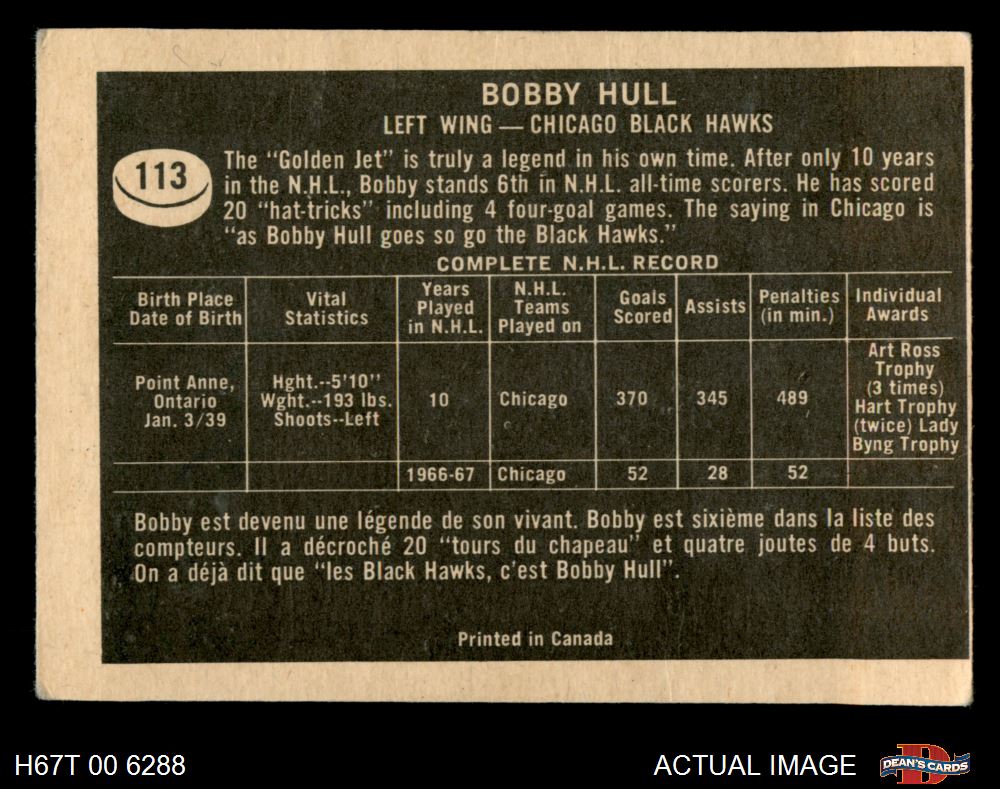 BOBBY HULL
LEFT WING — CHICAGO BLACK HAWKS
113
The "Golden Jet" is truly a legend in his own time. After only 10 years
in the N.H.L., Bobby stands 6th in N.H.L. all-time scorers. He has scored
20 "hat-tricks" including 4 four-goal games. The saying in Chicago is
"as Bobby Hull goes so go the Black Hawks."
COMPLETE N.H.L. RECORD
Birth Place
Date of Birth
Vital
Statistics
Years
Played
in N.H.L.
N.H.L.
Teams
Played on
Goals
Scored
Assists
Penalties
(in min.)
Individual
Awards
Point Anne,
Ontario
Jan. 3/39
Hght.--5'10"
Wght.--193 lbs.
Shoots--Left
10
Chicago
370
345
489
Art Ross
Trophy
(3 times)
Hart Trophy
(twice) Lady
Byng Trophy
1966-67
Chicago
52
28
52
Bobby est devenu une légende de son vivant. Bobby est sixième dans la liste des
compteurs. Il a décroché 20 "tours du chapeau" et quatre joutes de 4 buts.
On a déjà dit que "les Black Hawks, c'est Bobby Hull".
Printed in Canada
H67T 00 6288
ACTUAL IMAGE
DEAN'S CARDS